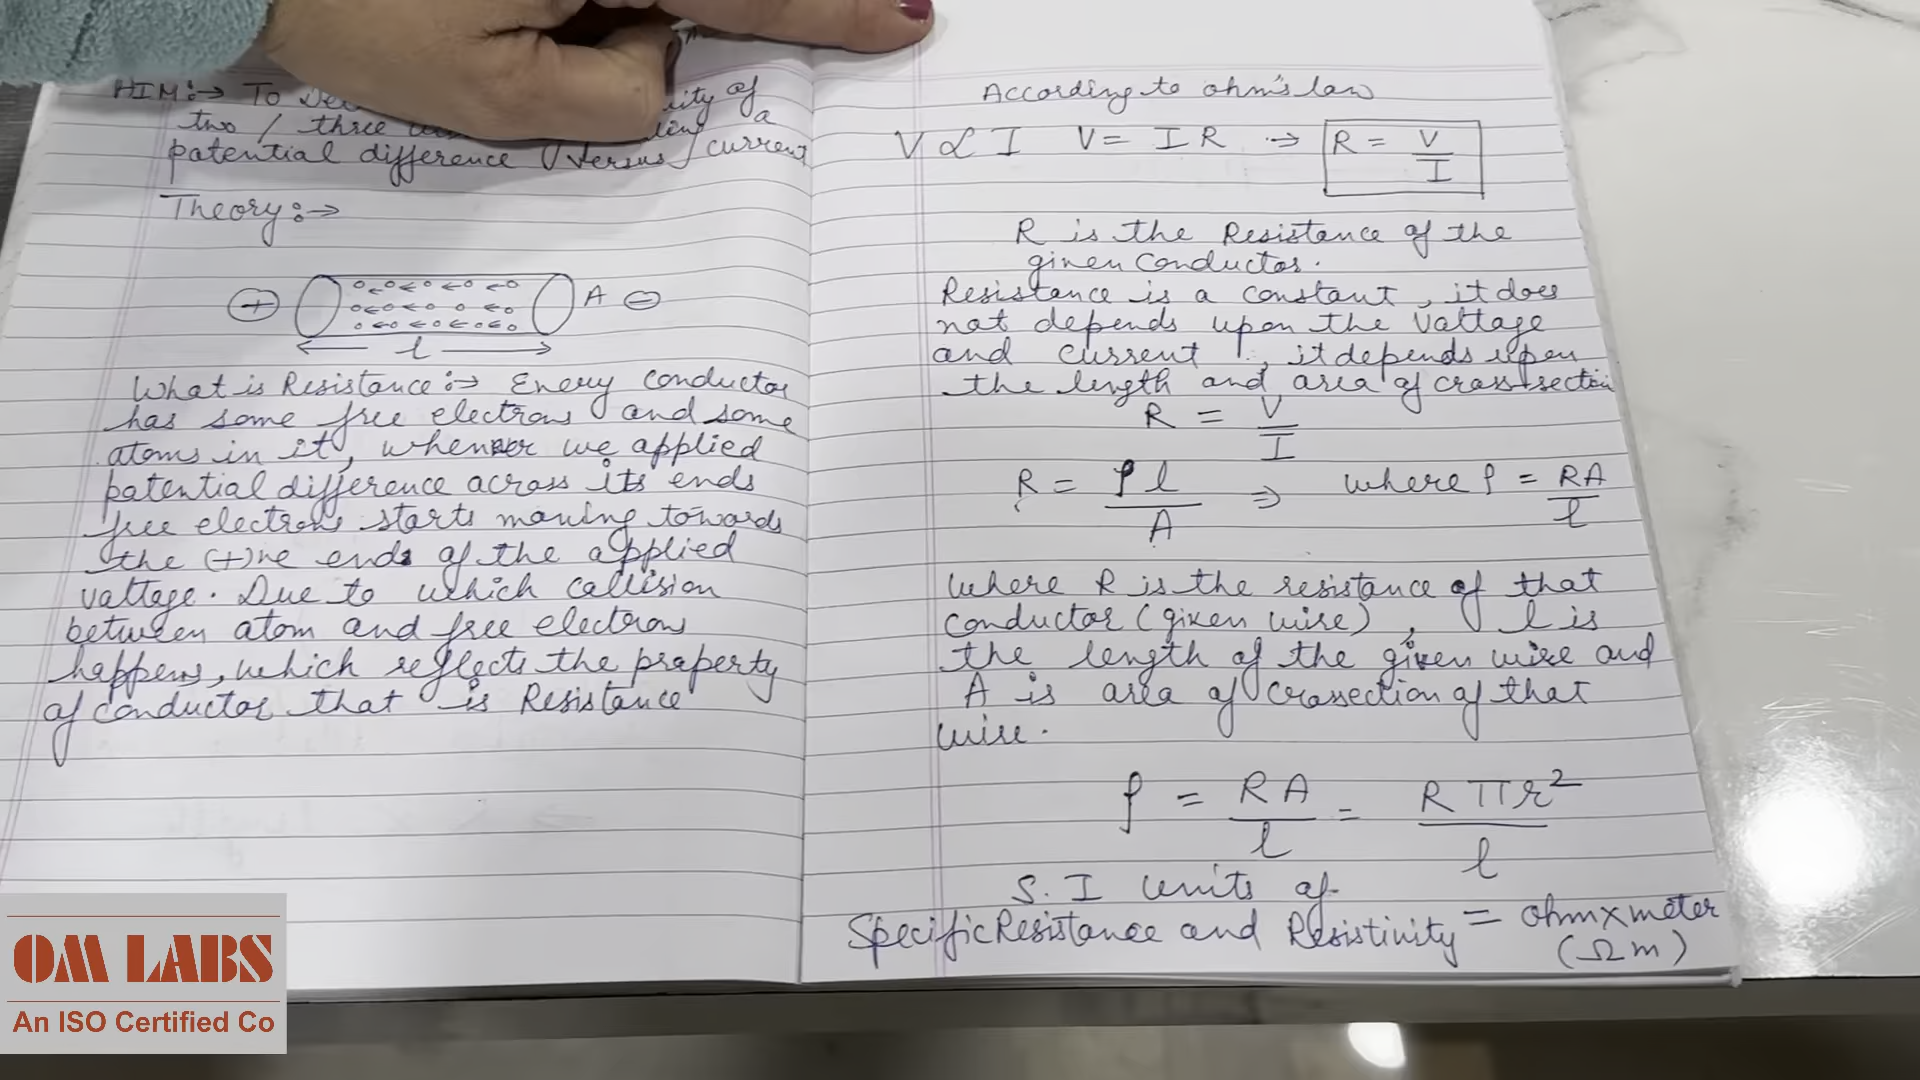 AIM:→ To
ity of
two / three
a
potential difference versus current
Theory:→
+ A -
l
What is Resistance:→ Every conductor
has some free electrons and some
atoms in it, whenever we applied
potential difference across its ends
free electrons starts moving towards
the (+)ve ends of the applied
voltage. Due to which collision
between atom and free electrons
happens, which reflects the property
of conductor that is Resistance
According to ohm's law
V ∝ I V = I R → R = V/I
R is the Resistance of the
given conductor.
Resistance is a constant, it does
not depends upon the voltage
and current, it depends upon
the length and area of cross-section
R = V/I
R = ρl/A ⇒ where ρ = RA/l
where R is the resistance of that
conductor (given wire), l is
the length of the given wire and
A is area of crossection of that
wire.
ρ = RA/l = Rπr²/l
S.I units of
Specific Resistance and Resistivity = ohm×meter
(Ωm)
OM LABS
An ISO Certified Co